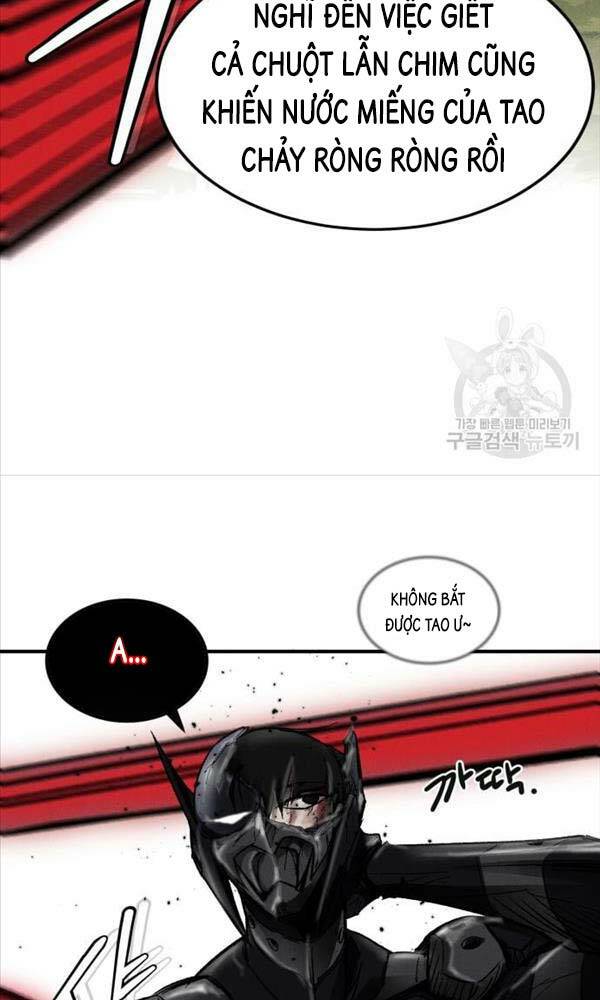 NGHĨ ĐẾN VIỆC GIẾT
CẢ CHUỘT LẪN CHIM CŨNG
KHIẾN NƯỚC MIẾNG CỦA TAO
CHẢY RÒNG RÒNG RỒI
가장 빠른 웹툰 미리보기
구글검색 뉴토끼
KHÔNG BẮT
ĐƯỢC TAO Ư~
A...
까딱.